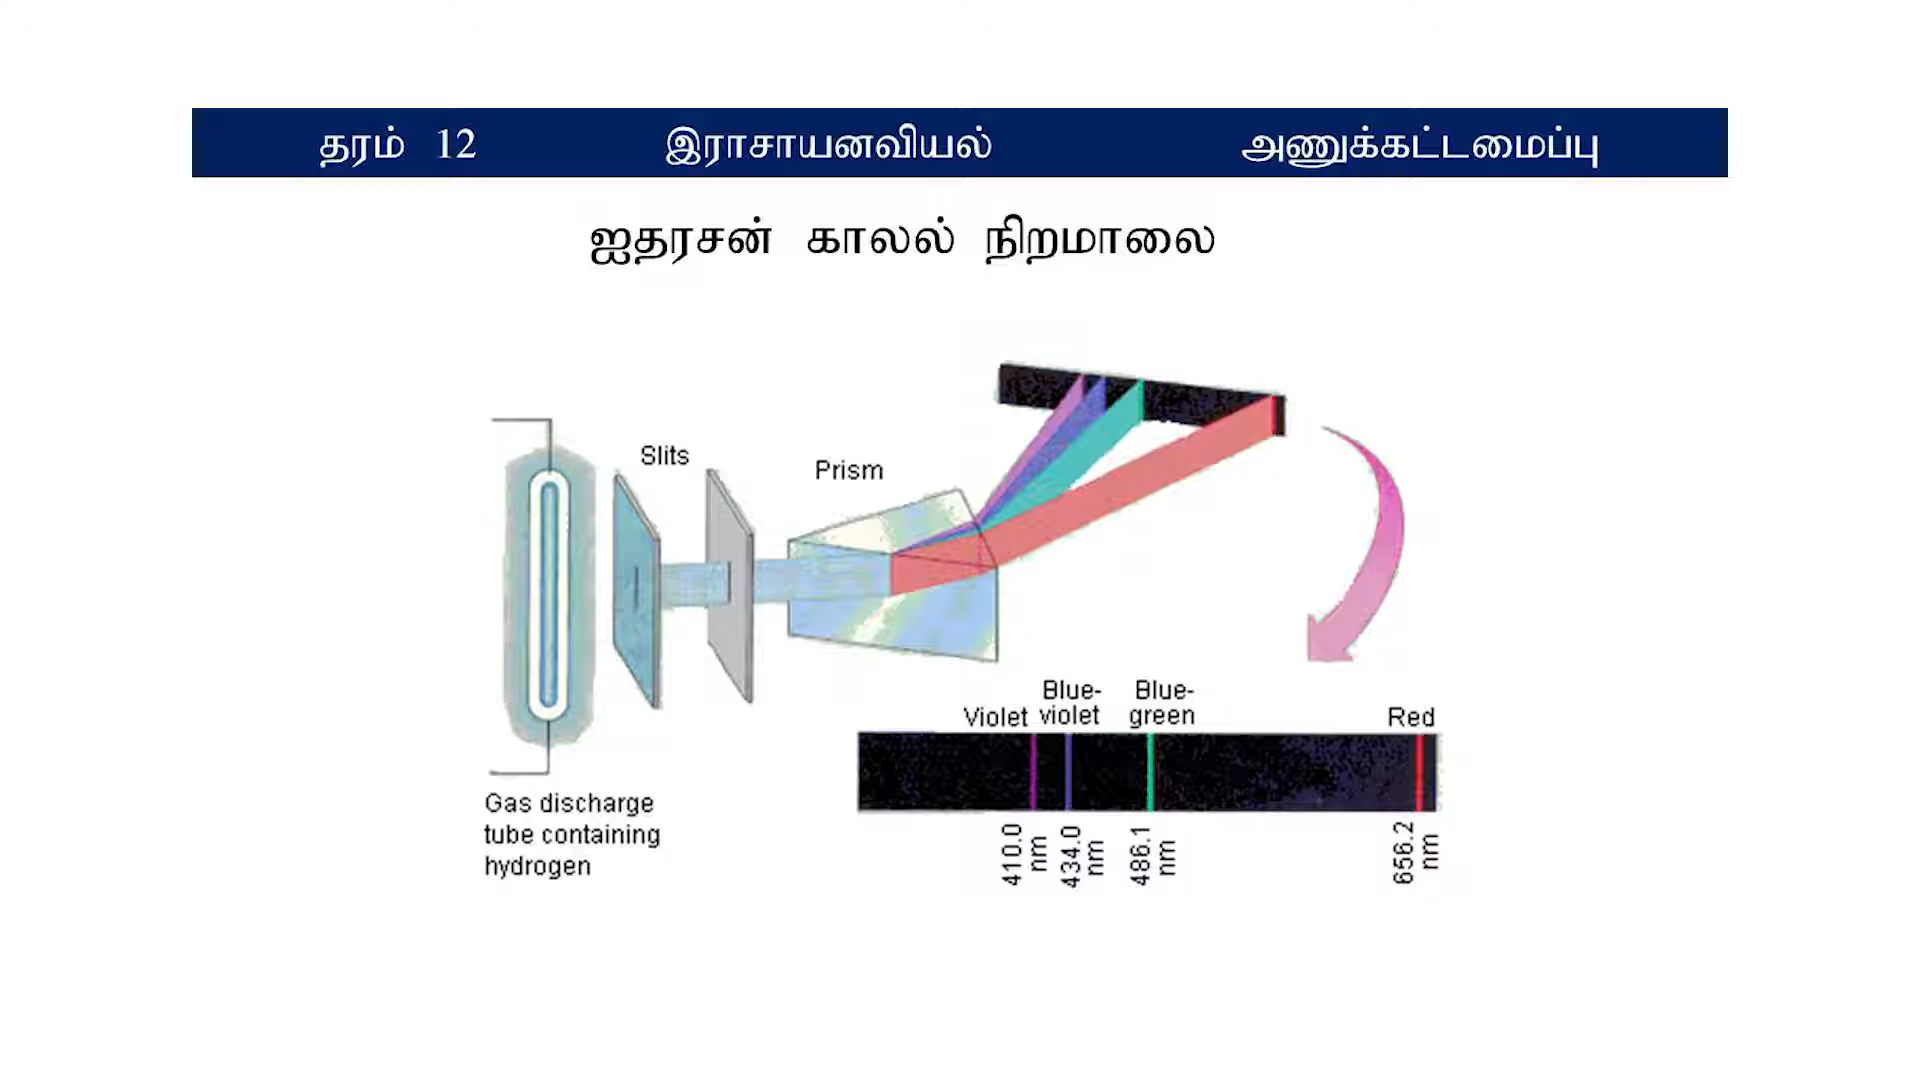 தரம் 12 இராசாயனவியல் அணுக்கட்டமைப்பு
ஐதரசன் காலல் நிறமாலை
Slits
Prism
Blue-violet
Blue-green
Violet
Red
Gas discharge
tube containing
hydrogen
410.0 nm
434.0 nm
486.1 nm
656.2 nm